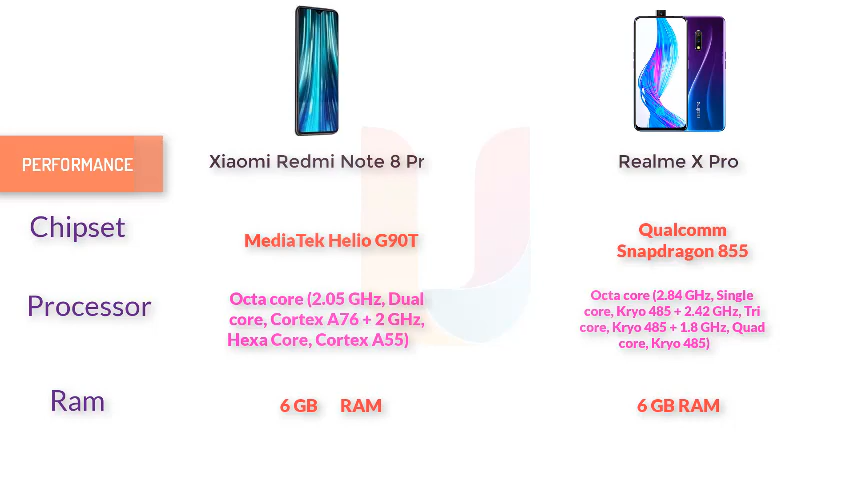 Xiaomi Redmi Note 8 Pr
Realme X Pro
PERFORMANCE
Chipset
MediaTek Helio G90T
Qualcomm
Snapdragon 855
Processor
Octa core (2.05 GHz, Dual
core, Cortex A76 + 2 GHz,
Hexa Core, Cortex A55)
Octa core (2.84 GHz, Single
core, Kryo 485 + 2.42 GHz, Tri
core, Kryo 485 + 1.8 GHz, Quad
core, Kryo 485)
Ram
6 GB RAM
6 GB RAM